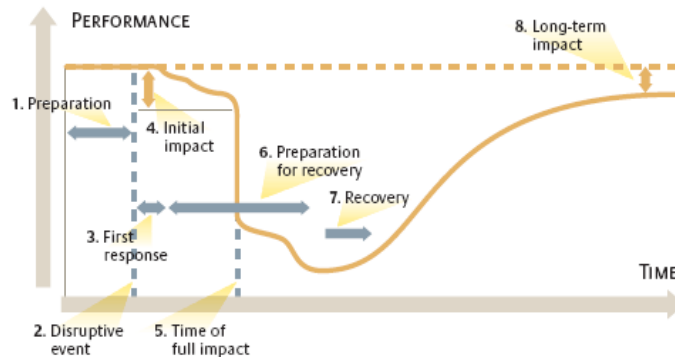 PERFORMANCE
8. Long-term
impact
1. Preparation
4. Initial
impact
6. Preparation
for recovery
7. Recovery
3. First
response
TIME
2. Disruptive
event
5. Time of
full impact